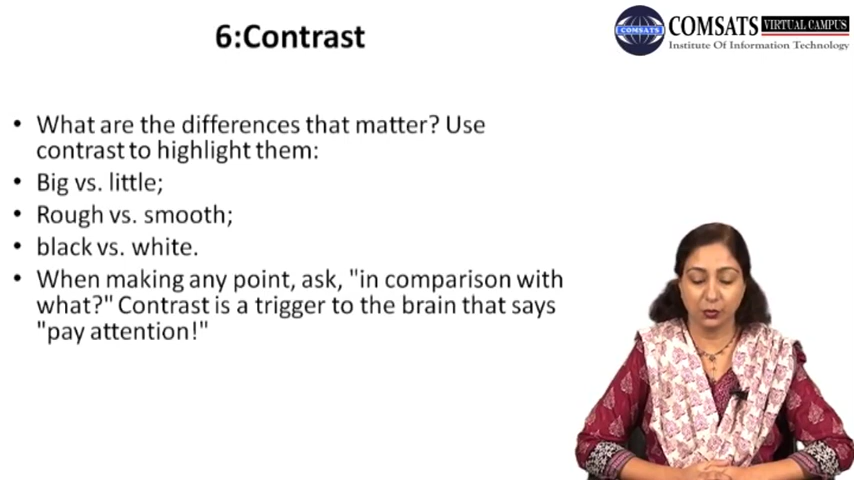 6:Contrast
COMSATS VIRTUAL CAMPUS
Institute Of Information Technology
COMSATS
• What are the differences that matter? Use
contrast to highlight them:
• Big vs. little;
• Rough vs. smooth;
• black vs. white.
• When making any point, ask, "in comparison with
what?" Contrast is a trigger to the brain that says
"pay attention!"